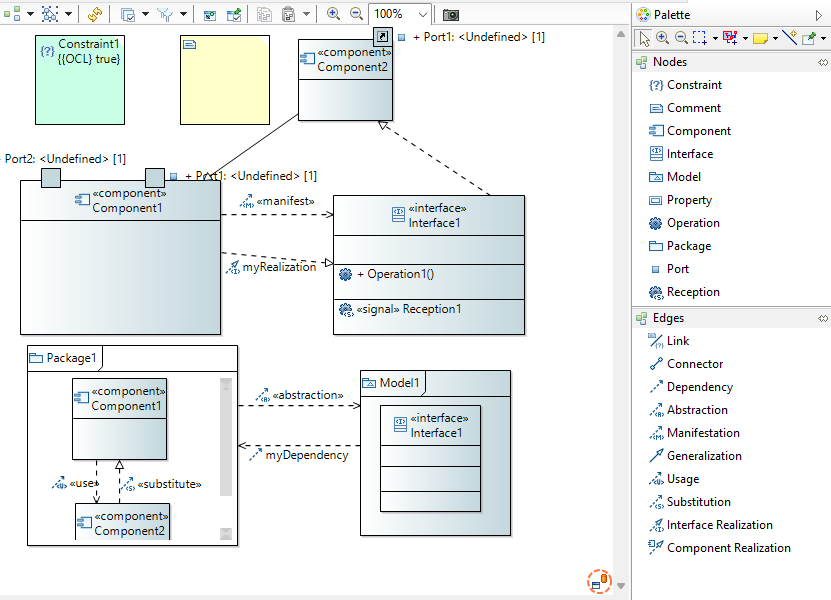 100%
Palette
Nodes
Constraint
Comment
Component
Interface
Model
Property
Operation
Package
Port
Reception
Edges
Link
Connector
Dependency
Abstraction
Manifestation
Generalization
Usage
Substitution
Interface Realization
Component Realization
{?} Constraint1
{{OCL} true}
«component»
Component2
+ Port1: <Undefined> [1]
Port2: <Undefined> [1]
+ Port1: <Undefined> [1]
«component»
Component1
«manifest»
myRealization
«interface»
Interface1
+ Operation1()
«signal» Reception1
Package1
«component»
Component1
«use»
«substitute»
«component»
Component2
«abstraction»
myDependency
Model1
«interface»
Interface1